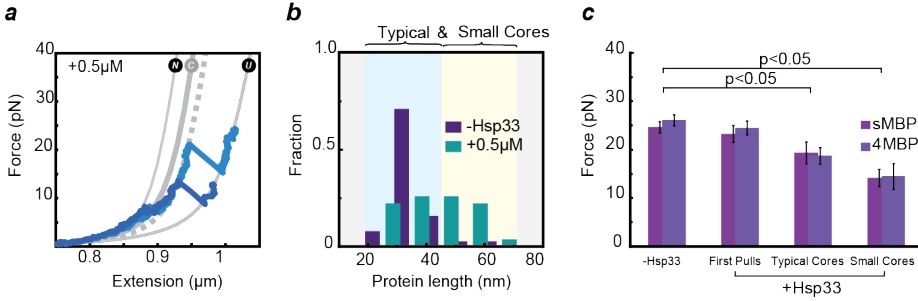 a
+0.5µM
N
C
U
40
30
20
10
0
Force (pN)
0.8
0.9
1
Extension (µm)
b
Typical & Small Cores
1.0
0.5
0
Fraction
-Hsp33
+0.5µM
20
40
60
80
Protein length (nm)
c
p<0.05
p<0.05
40
30
20
10
0
Force (pN)
sMBP
4MBP
-Hsp33
First Pulls
Typical Cores
Small Cores
+Hsp33